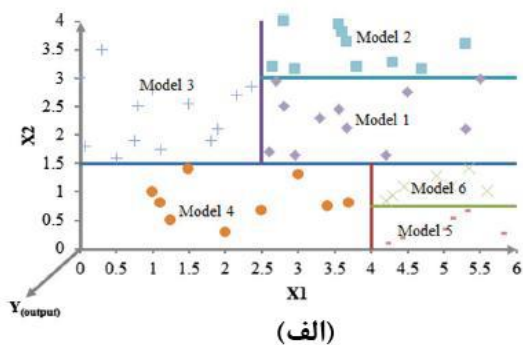 4
3.5
3
2.5
2
1.5
1
0.5
0
X2
Model 2
Model 3
Model 1
Model 4
Model 6
Model 5
0 0.5 1 1.5 2 2.5 3 3.5 4 4.5 5 5.5 6
X1
Y(output)
(الف)